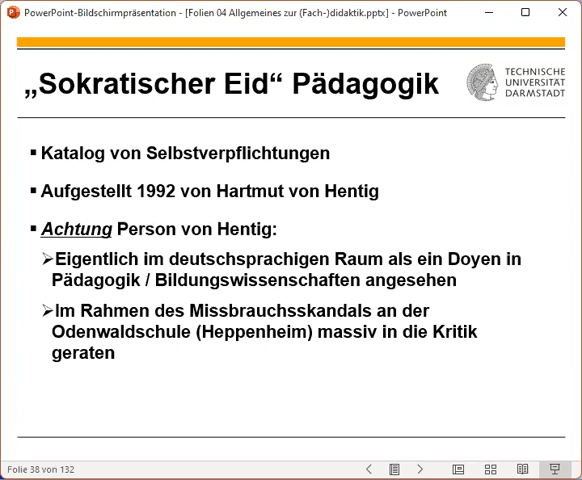 PowerPoint-Bildschirmpräsentation - [Folien 04 Allgemeines zur (Fach-)didaktik.pptx] - PowerPoint
„Sokratischer Eid“ Pädagogik
TECHNISCHE
UNIVERSITÄT
DARMSTADT
▪ Katalog von Selbstverpflichtungen
▪ Aufgestellt 1992 von Hartmut von Hentig
▪ Achtung Person von Hentig:
➢Eigentlich im deutschsprachigen Raum als ein Doyen in
Pädagogik / Bildungswissenschaften angesehen
➢Im Rahmen des Missbrauchsskandals an der
Odenwaldschule (Heppenheim) massiv in die Kritik
geraten
Folie 38 von 132